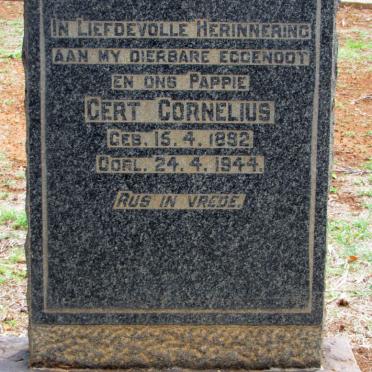 In Liefdevolle Herinnering
aan my dierbare eggenoot
en ons Pappie
Gert Cornelius
Geb. 15. 4. 1892
Oorl. 24. 4. 1944.
Rus in vrede.